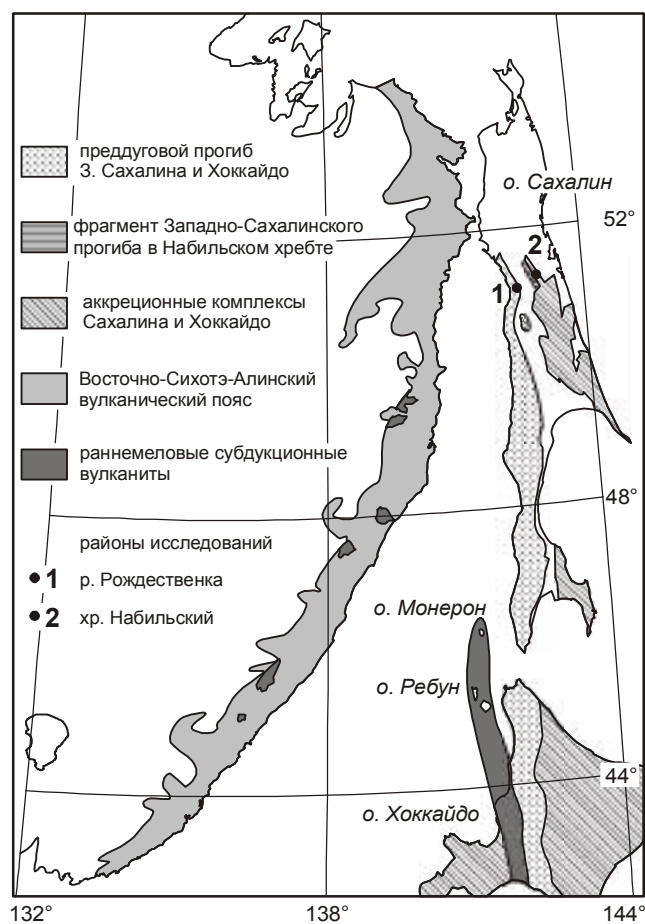 преддуговой прогиб
З. Сахалина и Хоккайдо
фрагмент Западно-Сахалинского
прогиба в Набильском хребте
аккреционные комплексы
Сахалина и Хоккайдо
Восточно-Сихотэ-Алинский
вулканический пояс
раннемеловые субдукционные
вулканиты
районы исследований
1 р. Рождественка
2 хр. Набильский
о. Сахалин
52°
2
1
48°
о. Монерон
о. Ребун
44°
о. Хоккайдо
132°
138°
144°